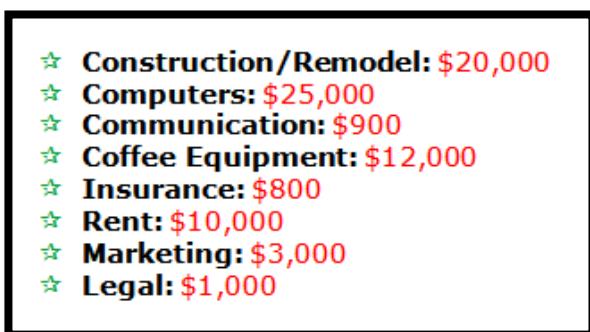 ☆ Construction/Remodel: $20,000
☆ Computers: $25,000
☆ Communication: $900
☆ Coffee Equipment: $12,000
☆ Insurance: $800
☆ Rent: $10,000
☆ Marketing: $3,000
☆ Legal: $1,000